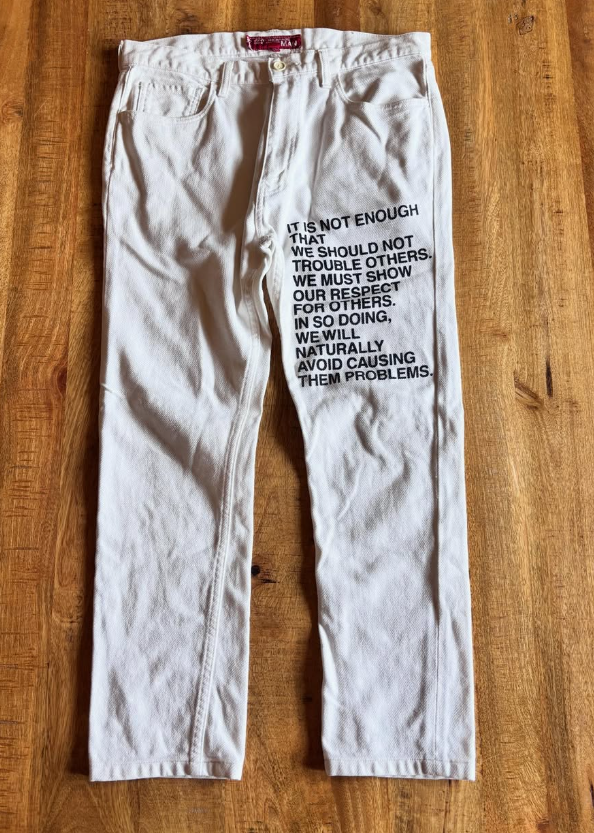 MAN
IT IS NOT ENOUGH
THAT
WE SHOULD NOT
TROUBLE OTHERS.
WE MUST SHOW
OUR RESPECT
FOR OTHERS.
IN SO DOING,
WE WILL
NATURALLY
AVOID CAUSING
THEM PROBLEMS.